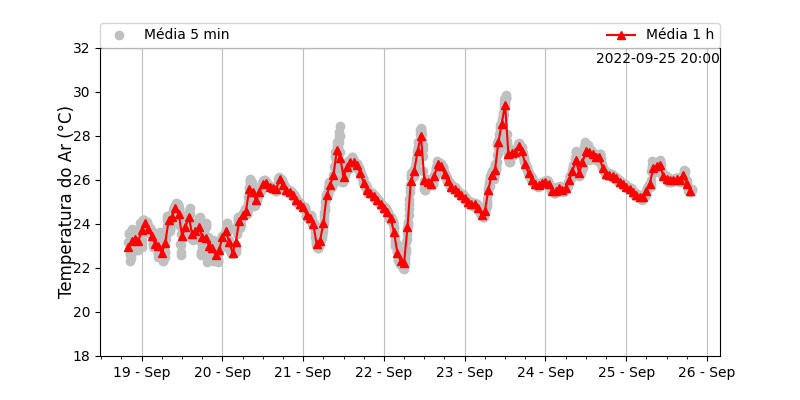 Média 5 min
Média 1 h
2022-09-25 20:00
Temperatura do Ar (°C)
32
30
28
26
24
22
20
18
19 - Sep
20 - Sep
21 - Sep
22 - Sep
23 - Sep
24 - Sep
25 - Sep
26 - Sep